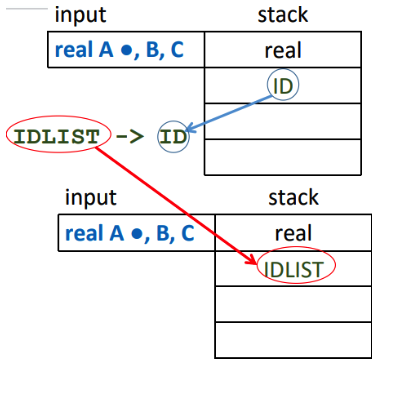 input stack
real A ●, B, C real
ID
IDLIST -> ID
input stack
real A ●, B, C real
IDLIST